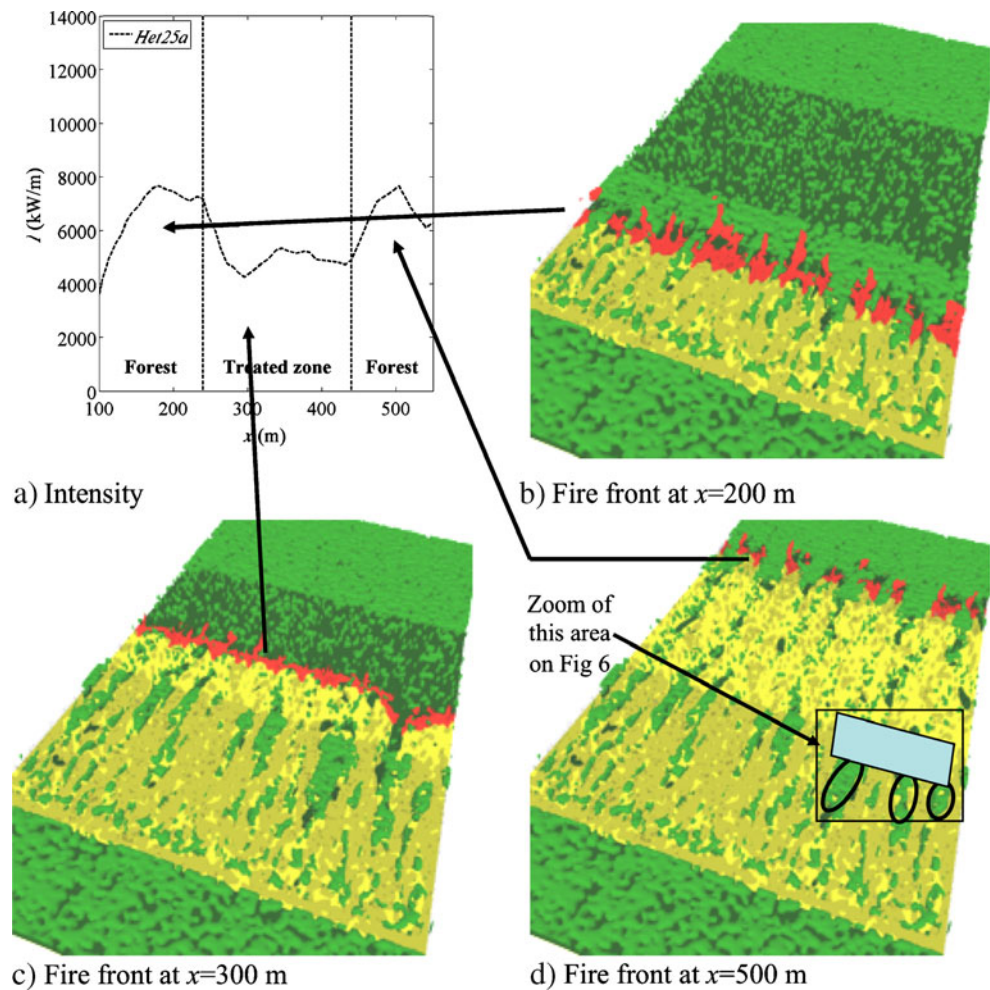 14000
12000
10000
8000
6000
4000
2000
0
I (kW/m)
Het25a
Forest
Treated zone
Forest
100
200
300
400
500
x (m)
a) Intensity
b) Fire front at x=200 m
Zoom of
this area
on Fig 6
c) Fire front at x=300 m
d) Fire front at x=500 m